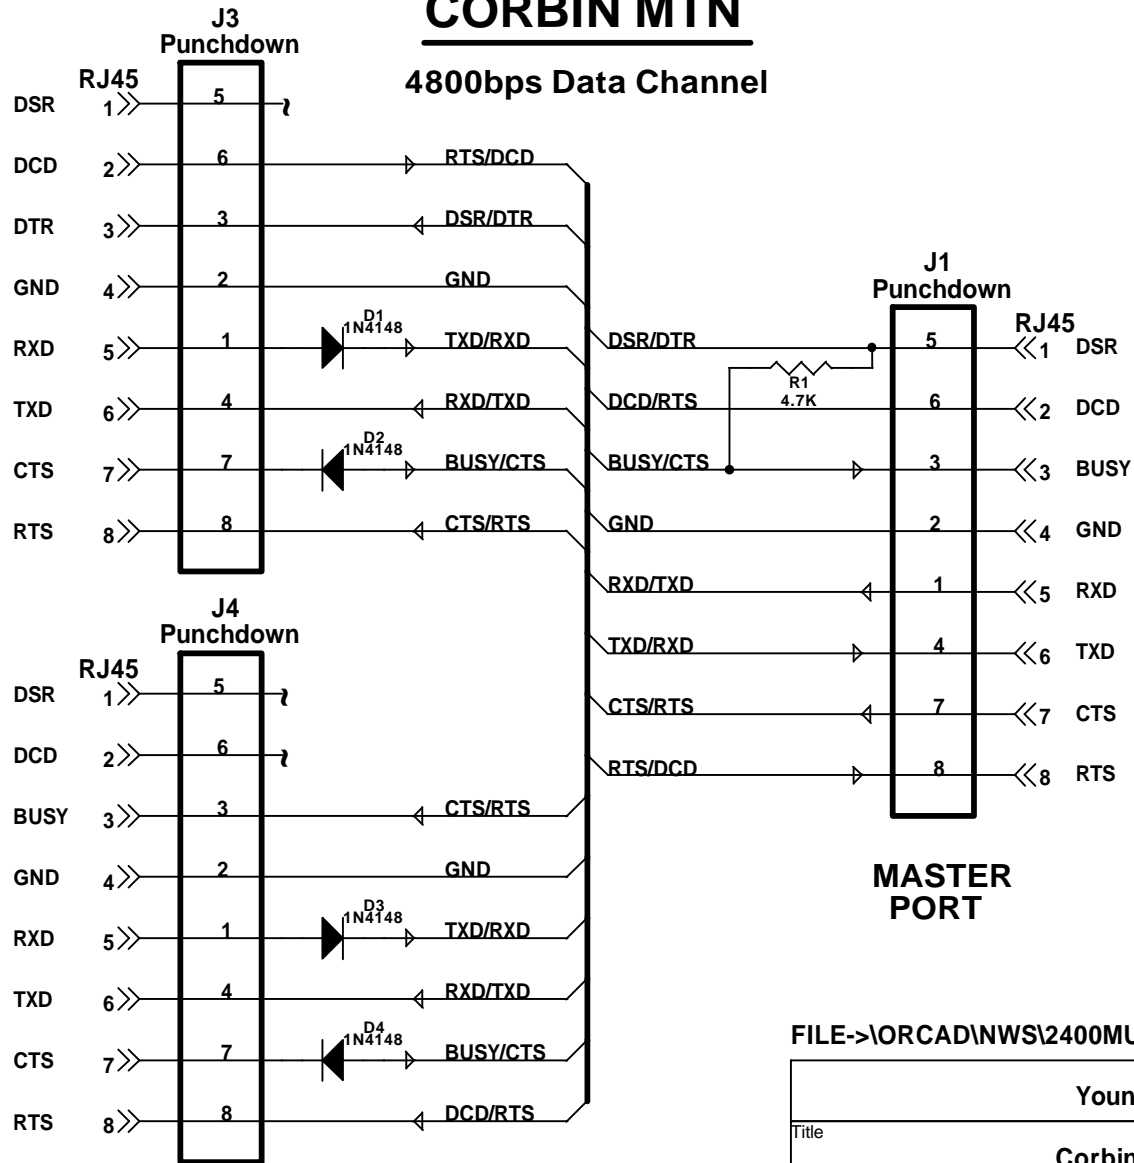 CORBIN MTN
4800bps Data Channel
J3
Punchdown
RJ45
DSR 1 5
DCD 2 6 RTS/DCD
DTR 3 3 DSR/DTR
GND 4 2 GND
D1
1N4148
RXD 5 1 TXD/RXD
TXD 6 4 RXD/TXD
D2
1N4148
CTS 7 7 BUSY/CTS
RTS 8 8 CTS/RTS
J4
Punchdown
RJ45
DSR 1 5
DCD 2 6
BUSY 3 3 CTS/RTS
GND 4 2 GND
D3
1N4148
RXD 5 1 TXD/RXD
TXD 6 4 RXD/TXD
D4
1N4148
CTS 7 7 BUSY/CTS
RTS 8 8 DCD/RTS
J1
Punchdown
RJ45
DSR/DTR 5 1 DSR
R1
4.7K
DCD/RTS 6 2 DCD
BUSY/CTS 3 3 BUSY
GND 2 4 GND
RXD/TXD 1 5 RXD
TXD/RXD 4 6 TXD
CTS/RTS 7 7 CTS
RTS/DCD 8 8 RTS
MASTER
PORT
FILE->\ORCAD\NWS\2400MU
Youn
Title
Corbin